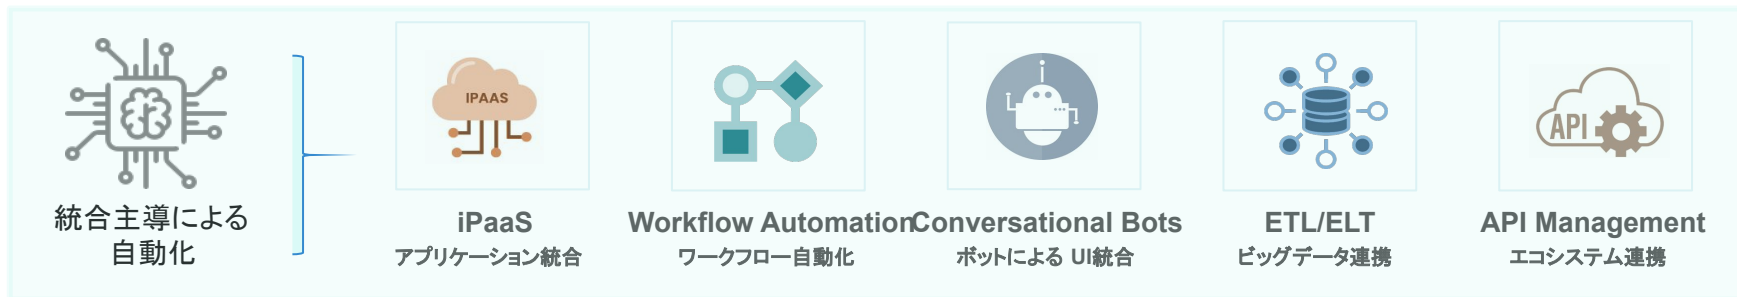 統合主導による
自動化
IPAAS
iPaaS
アプリケーション統合
Workflow Automation
ワークフロー自動化
Conversational Bots
ボットによる UI統合
ETL/ELT
ビッグデータ連携
API
API Management
エコシステム連携